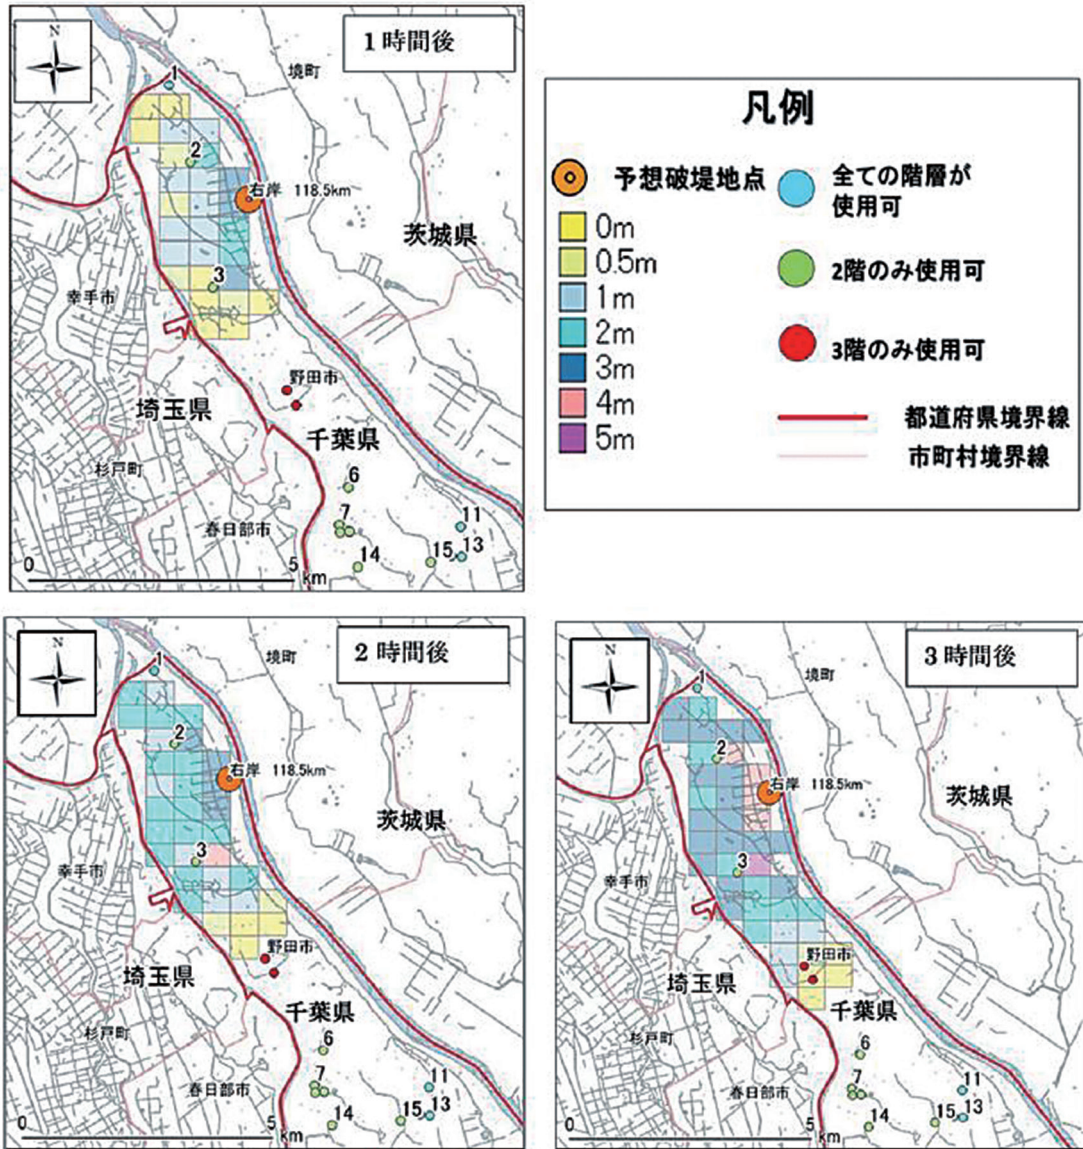 1時間後
N
境町
1
2
右岸 118.5km
茨城県
3
幸手市
野田市
埼玉県
千葉県
杉戸町
6
7
春日部市
11
13
14
15
0
5
km
凡例
予想破堤地点
全ての階層が
使用可
0m
0.5m
2階のみ使用可
1m
2m
3階のみ使用可
3m
4m
都道府県境界線
5m
市町村境界線
2時間後
N
境町
1
2
右岸 118.5km
茨城県
3
幸手市
野田市
埼玉県
千葉県
杉戸町
6
7
春日部市
11
13
14
15
0
5
km
3時間後
N
境町
1
2
右岸 118.5km
茨城県
3
幸手市
野田市
埼玉県
千葉県
杉戸町
6
7
春日部市
11
13
14
15
0
5
km